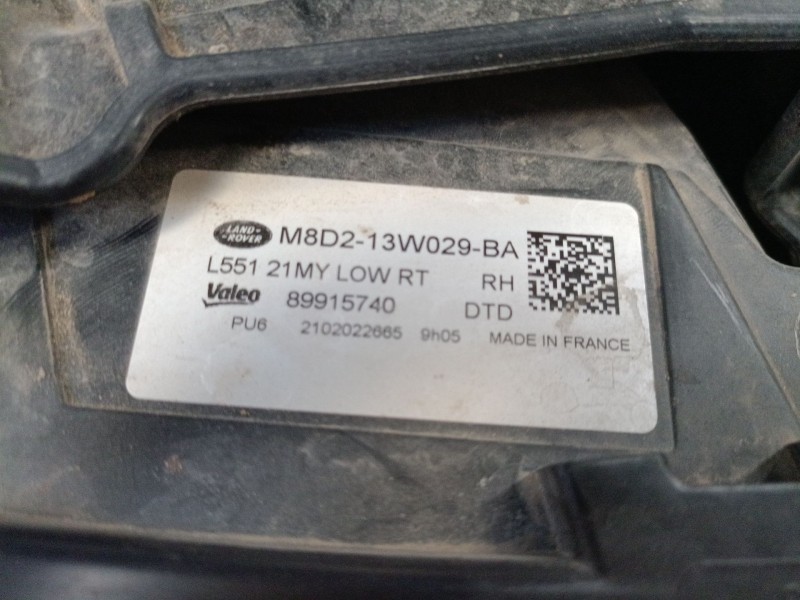 LAND-ROVER M8D2-13W029-BA
L551 21MY LOW RT RH
Valeo 89915740 DTD
PU6 2102022665 9h05 MADE IN FRANCE